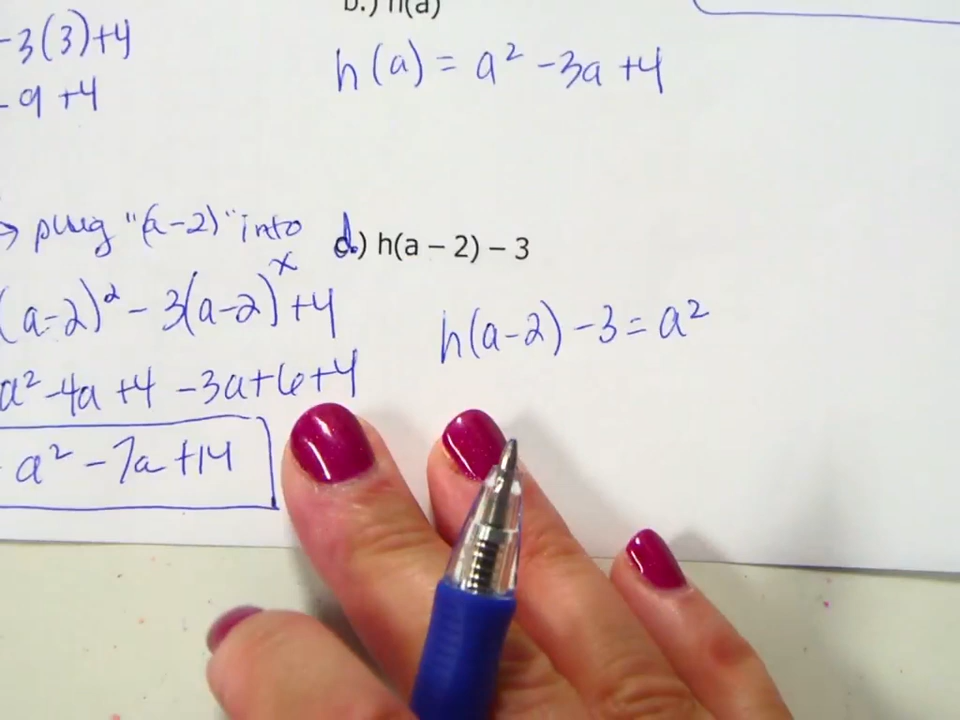 b.) h(a)
-3(3)+4
- 9 +4
h(a) = a² -3a +4
→ plug "(a-2)" into
x
(a-2)² - 3(a-2) +4
a² -4a +4 -3a+6+4
a² -7a+14
d.) h(a – 2) – 3
h(a-2) -3 = a²